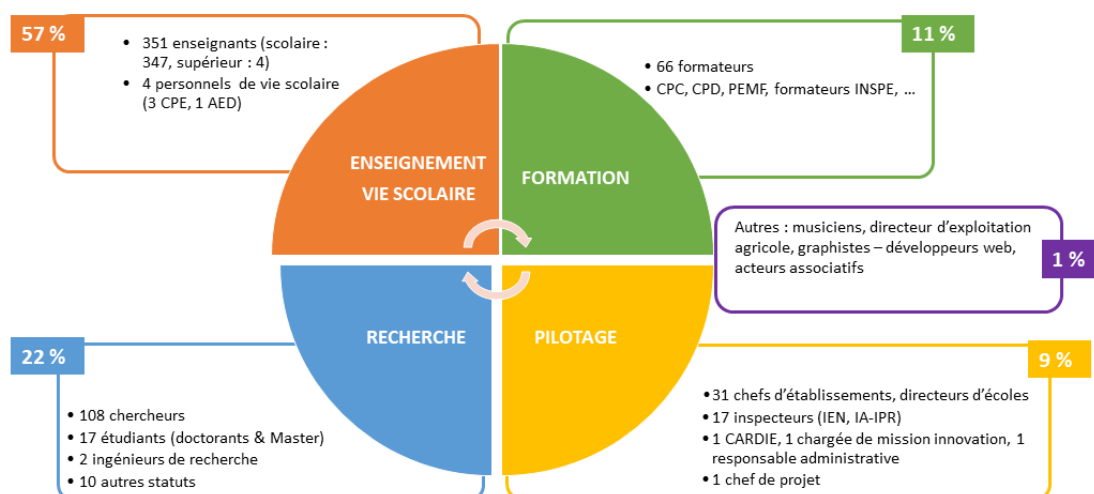 57 %
• 351 enseignants (scolaire :
347, supérieur : 4)
• 4 personnels de vie scolaire
(3 CPE, 1 AED)
11 %
• 66 formateurs
• CPC, CPD, PEMF, formateurs INSPE, ...
ENSEIGNEMENT
VIE SCOLAIRE
FORMATION
Autres : musiciens, directeur d'exploitation
agricole, graphistes – développeurs web,
acteurs associatifs
1 %
RECHERCHE
PILOTAGE
22 %
• 108 chercheurs
• 17 étudiants (doctorants & Master)
• 2 ingénieurs de recherche
• 10 autres statuts
9 %
• 31 chefs d'établissements, directeurs d'écoles
• 17 inspecteurs (IEN, IA-IPR)
• 1 CARDIE, 1 chargée de mission innovation, 1
responsable administrative
• 1 chef de projet